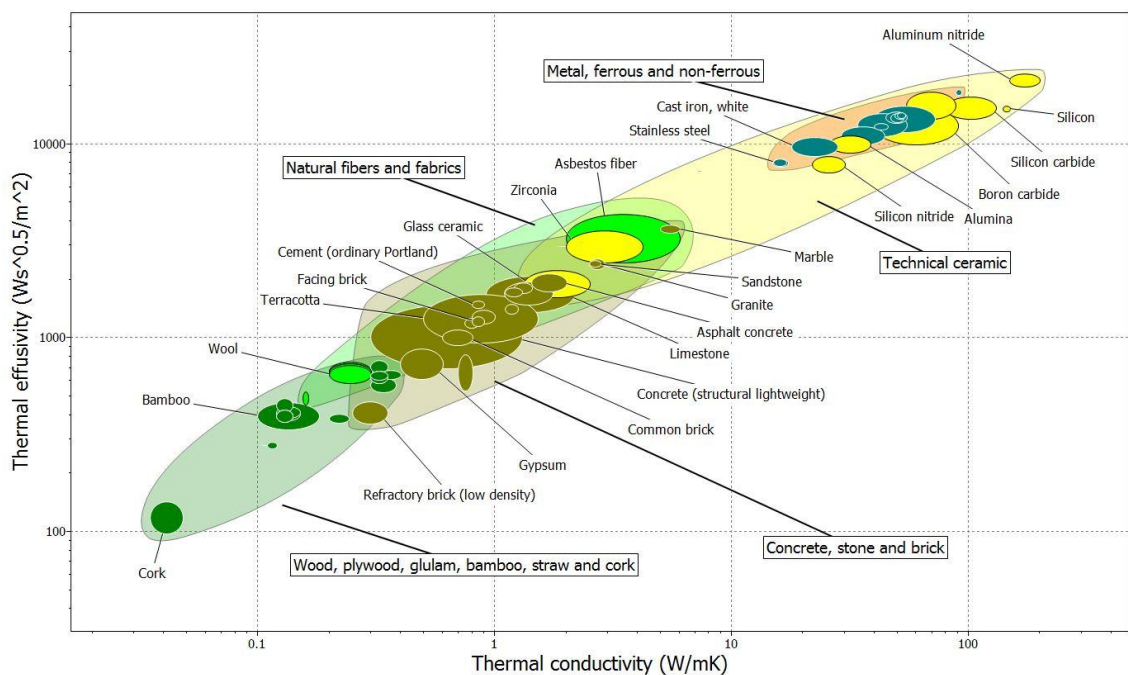 Thermal effusivity (Ws^0.5/m^2)
10000
1000
100
Aluminum nitride
Metal, ferrous and non-ferrous
Cast iron, white
Silicon
Stainless steel
Asbestos fiber
Silicon carbide
Natural fibers and fabrics
Zirconia
Boron carbide
Silicon nitride
Alumina
Glass ceramic
Cement (ordinary Portland)
Marble
Technical ceramic
Facing brick
Sandstone
Terracotta
Granite
Asphalt concrete
Wool
Limestone
Concrete (structural lightweight)
Bamboo
Common brick
Gypsum
Refractory brick (low density)
Concrete, stone and brick
Wood, plywood, glulam, bamboo, straw and cork
Cork
0.1
1
10
100
Thermal conductivity (W/mK)